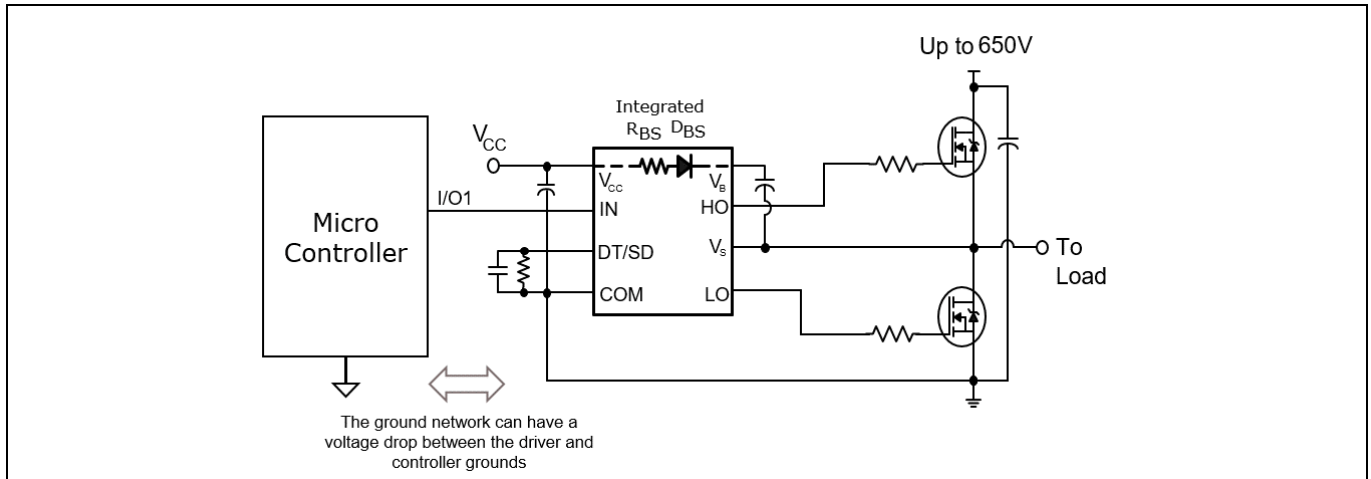 Up to 650V
Integrated
RBS DBS
VCC
Micro
Controller
I/O1
VCC
IN
DT/SD
COM
VB
HO
VS
LO
To
Load
The ground network can have a
voltage drop between the driver and
controller grounds